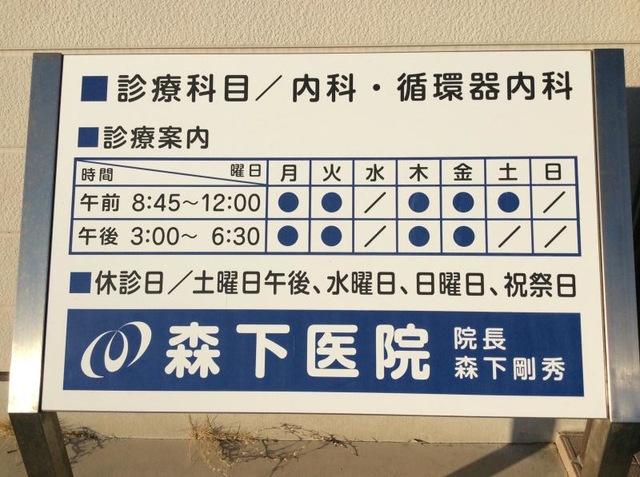 ■診療科目／内科・循環器内科
■診療案内
時間 曜日 月 火 水 木 金 土 日
午前 8:45～12:00 ● ● ／ ● ● ● ／
午後 3:00～ 6:30 ● ● ／ ● ● ／ ／
■休診日／土曜日午後、水曜日、日曜日、祝祭日
森下医院 院長
森下剛秀